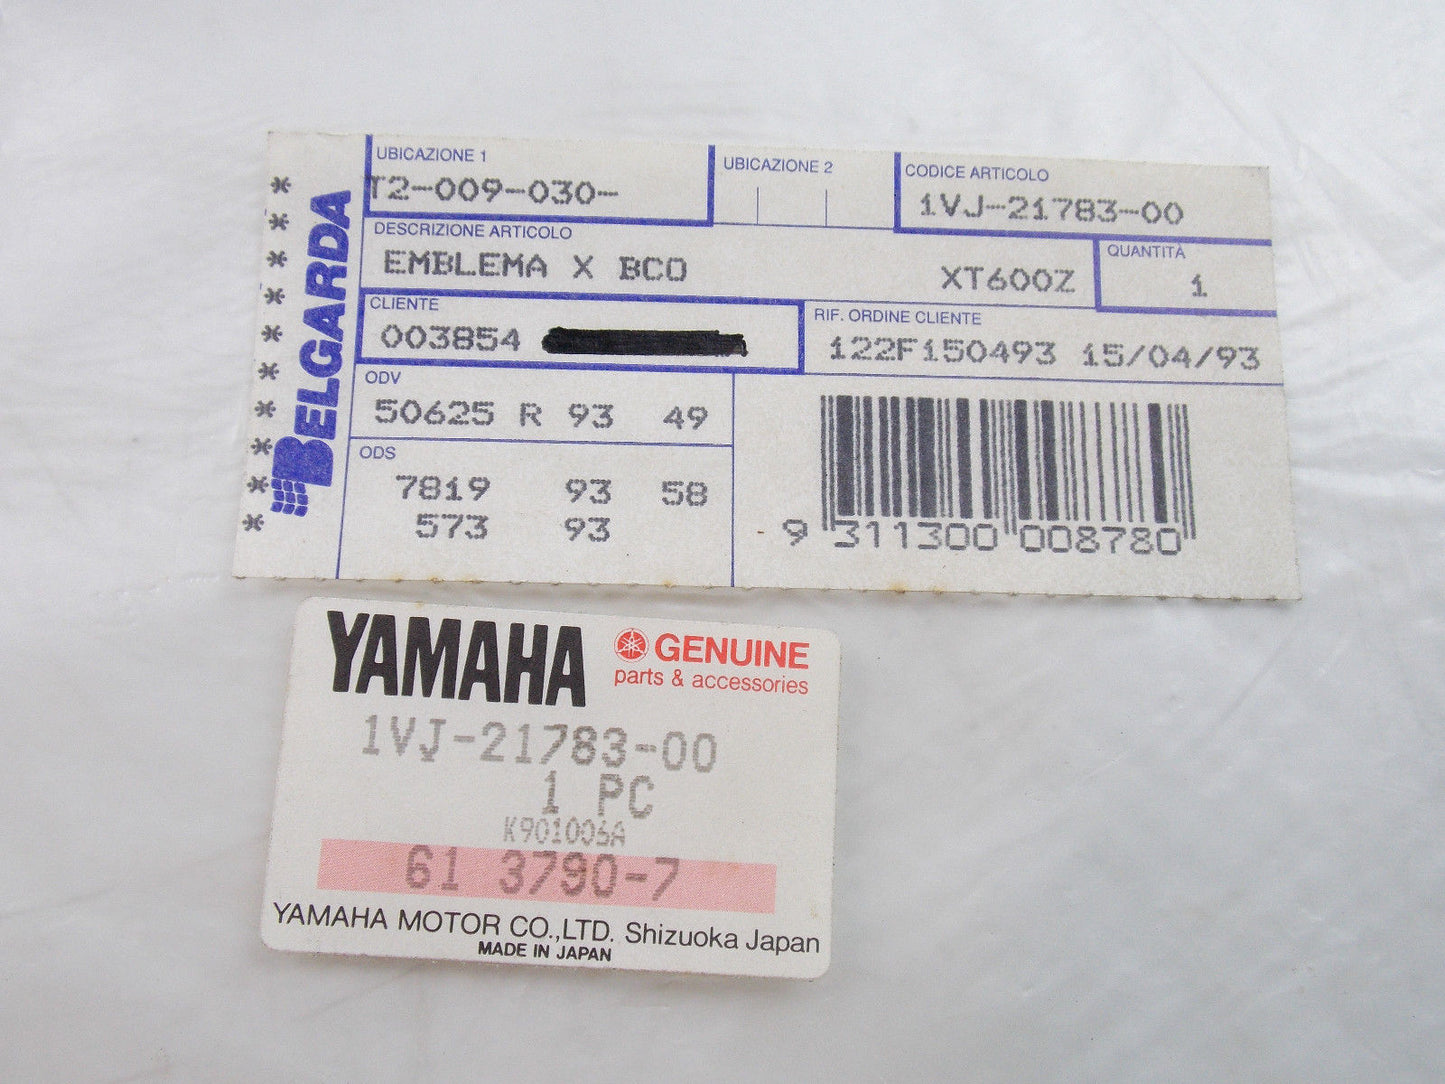 BELGARDA
* * * * * * * * * *
UBICAZIONE 1
T2-009-030-
UBICAZIONE 2
CODICE ARTICOLO
1VJ-21783-00
DESCRIZIONE ARTICOLO
EMBLEMA X BCO XT600Z
QUANTITÀ
1
CLIENTE
003854
RIF. ORDINE CLIENTE
122F150493 15/04/93
ODV
50625 R 93 49
ODS
7819 93 58
573 93
9 311300 008780
YAMAHA
GENUINE
parts & accessories
1VJ-21783-00
1 PC
K901006A
61 3790-7
YAMAHA MOTOR CO.,LTD. Shizuoka Japan
MADE IN JAPAN